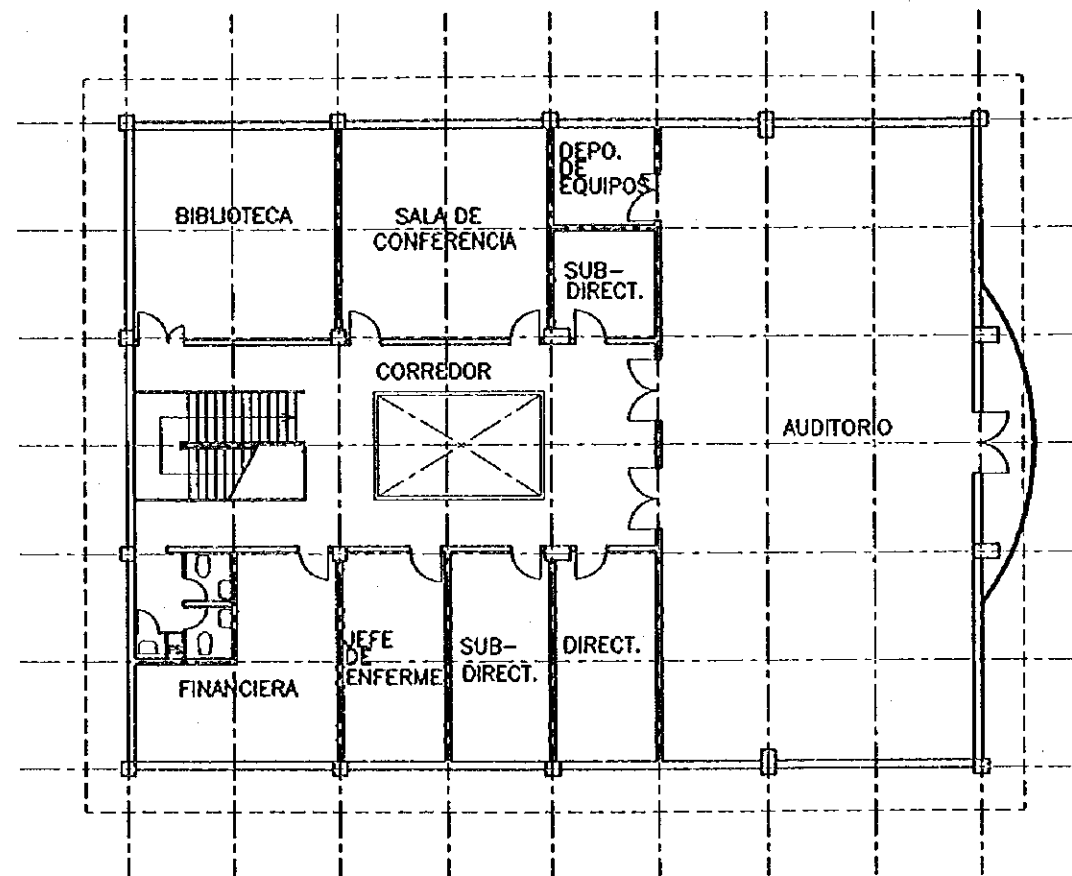 DEPO.
DE
EQUIPOS
BIBLIOTECA
SALA DE
CONFERENCIA
SUB-
DIRECT.
CORREDOR
AUDITORIO
JEFE
DE
ENFERME
SUB-
DIRECT.
DIRECT.
FINANCIERA